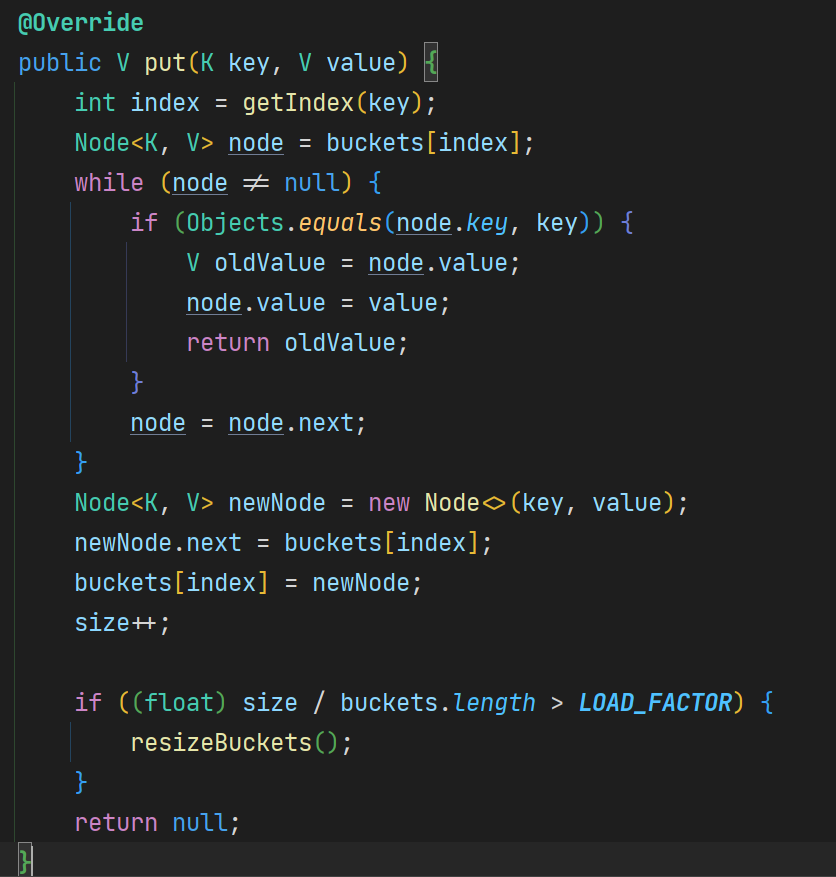 @Override
public V put(K key, V value) {
    int index = getIndex(key);
    Node<K, V> node = buckets[index];
    while (node != null) {
        if (Objects.equals(node.key, key)) {
            V oldValue = node.value;
            node.value = value;
            return oldValue;
        }
        node = node.next;
    }
    Node<K, V> newNode = new Node<>(key, value);
    newNode.next = buckets[index];
    buckets[index] = newNode;
    size++;

    if ((float) size / buckets.length > LOAD_FACTOR) {
        resizeBuckets();
    }
    return null;
}